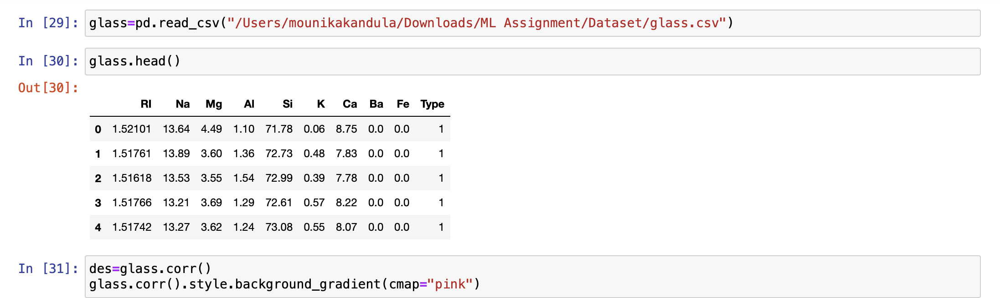 In [29]: glass=pd.read_csv("/Users/mounikakandula/Downloads/ML Assignment/Dataset/glass.csv")
In [30]: glass.head()
Out[30]:
RI Na Mg Al Si K Ca Ba Fe Type
0 1.52101 13.64 4.49 1.10 71.78 0.06 8.75 0.0 0.0 1
1 1.51761 13.89 3.60 1.36 72.73 0.48 7.83 0.0 0.0 1
2 1.51618 13.53 3.55 1.54 72.99 0.39 7.78 0.0 0.0 1
3 1.51766 13.21 3.69 1.29 72.61 0.57 8.22 0.0 0.0 1
4 1.51742 13.27 3.62 1.24 73.08 0.55 8.07 0.0 0.0 1
In [31]: des=glass.corr()
glass.corr().style.background_gradient(cmap="pink")